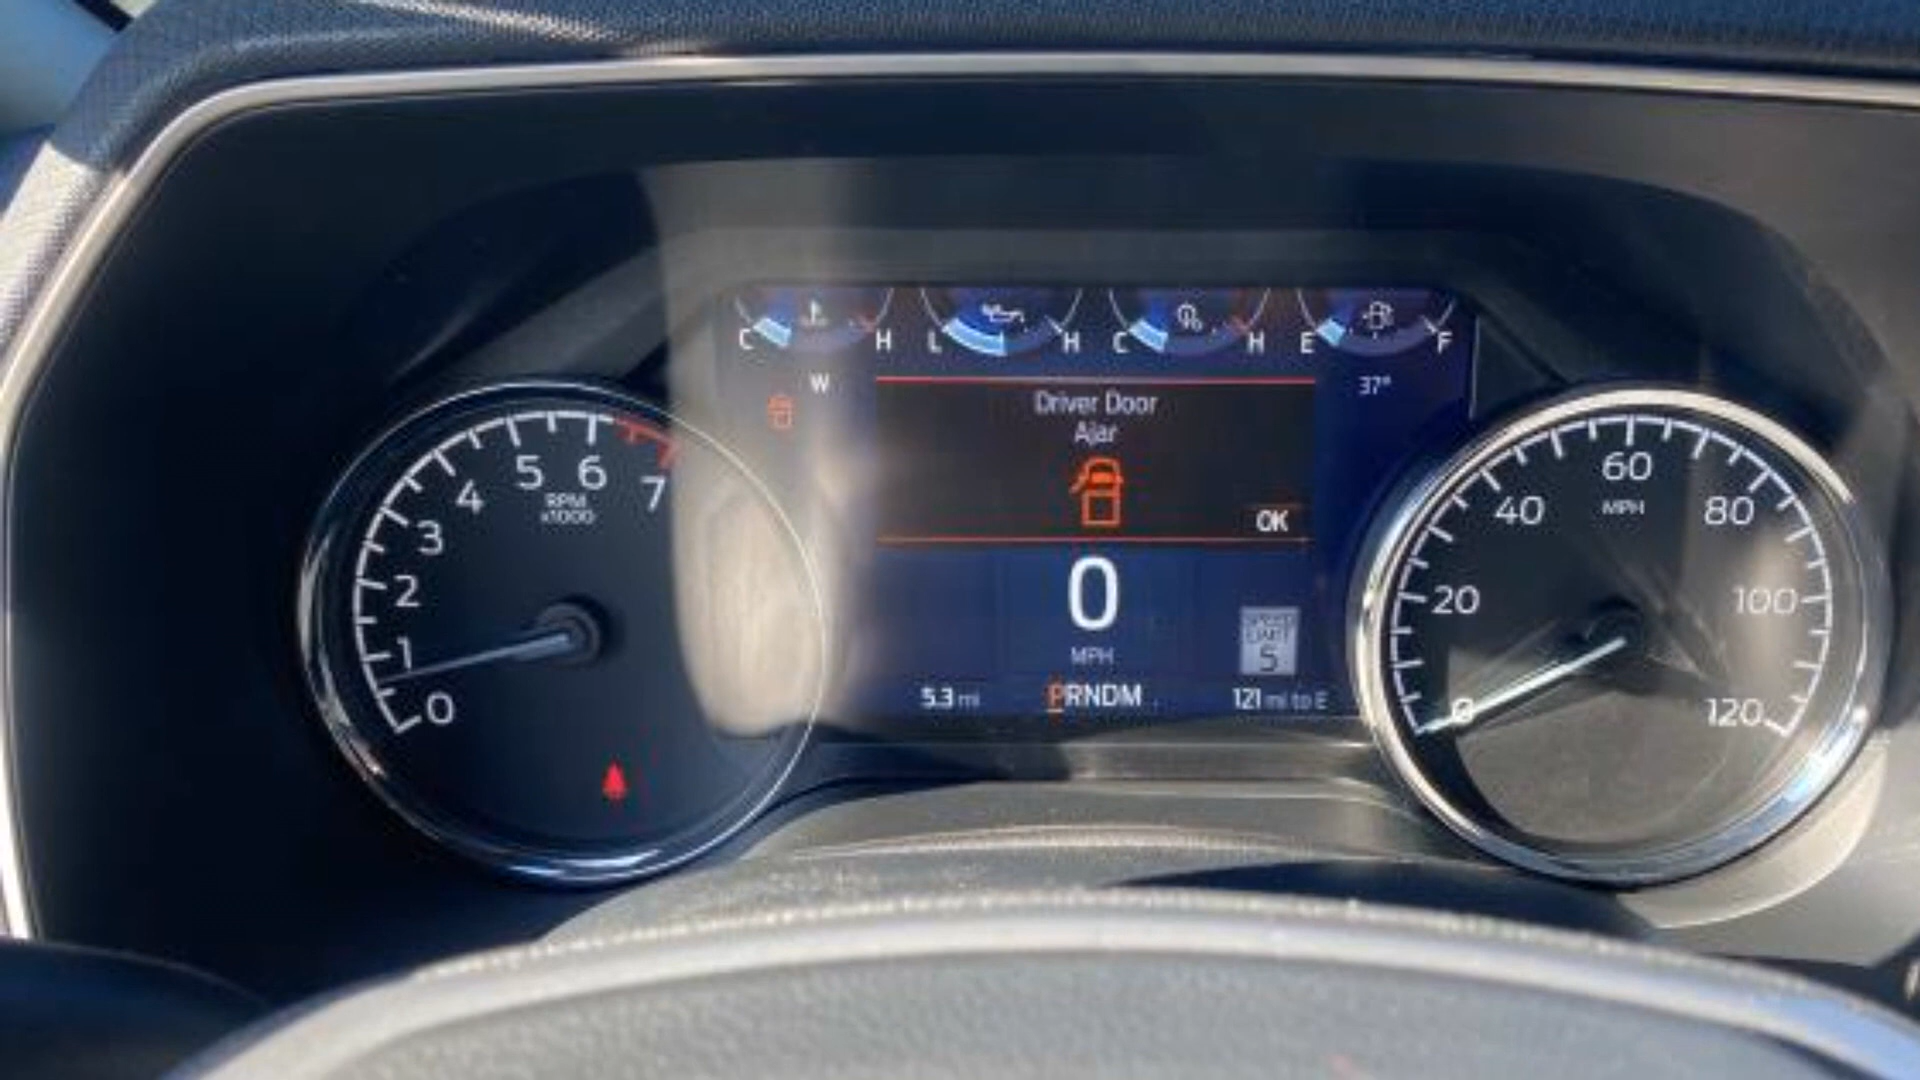 C H L H C H E F
W
37°
Driver Door
Ajar
OK
0
MPH
SPEED
LIMIT
5
5.3 mi
PRNDM
121 mi to E
0
1
2
3
4
5
6
7
RPM
x1000
0
20
40
60
80
100
120
MPH